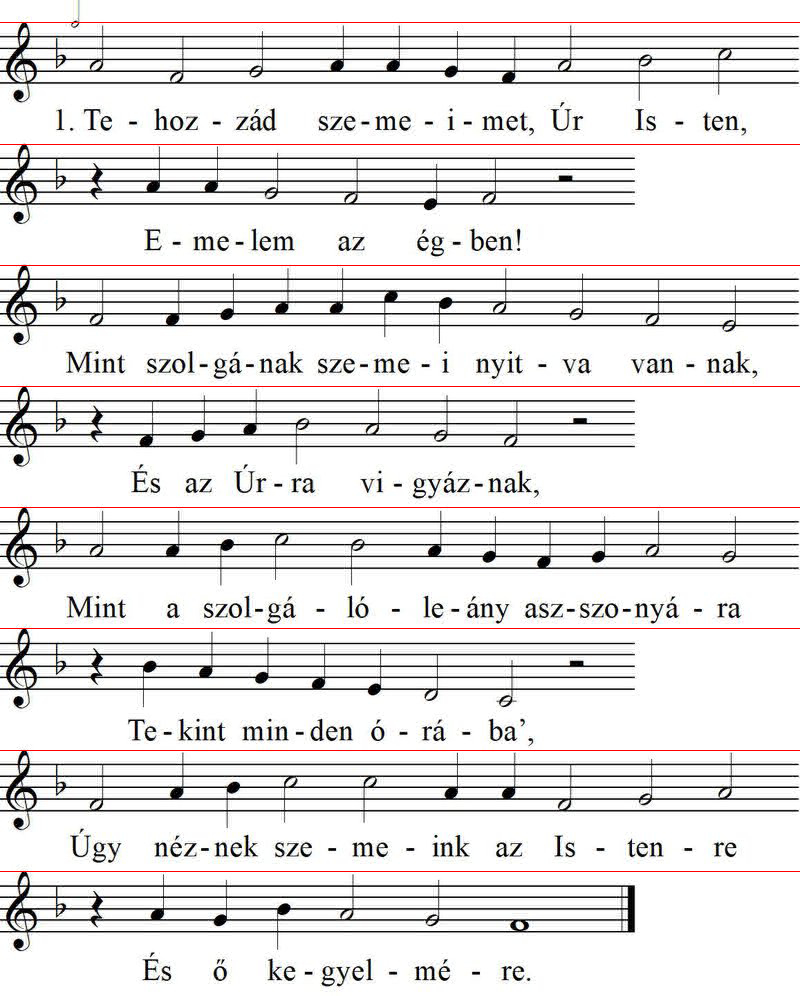 1. Te - hoz - zád sze - me - i - met, Úr Is - ten,
E - me - lem az ég - ben!
Mint szol - gá - nak sze - me - i nyit - va van - nak,
És az Úr - ra vi - gyáz - nak,
Mint a szol - gá - ló - le - ány asz - szo - nyá - ra
Te - kint min - den ó - rá - ba',
Úgy néz - nek sze - me - ink az Is - ten - re
És ő ke - gyel - mé - re.